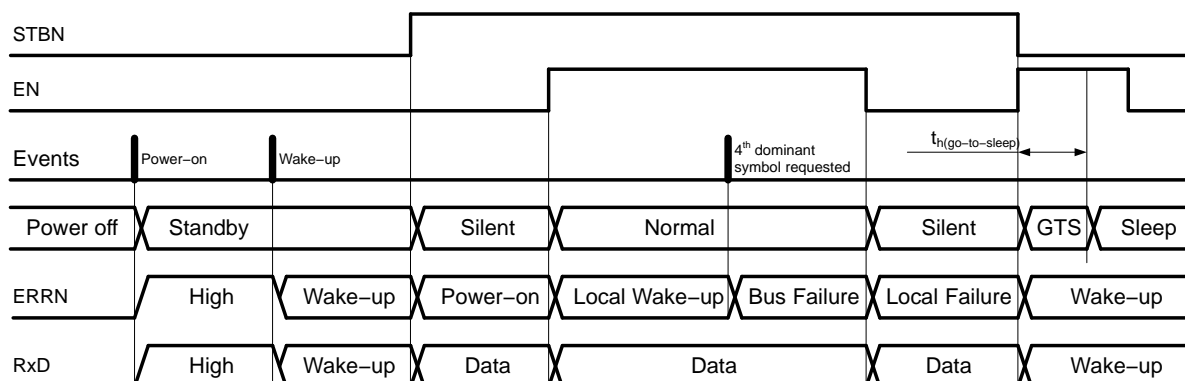 STBN
EN
Events
Power−on
Wake−up
4th dominant
symbol requested
th(go−to−sleep)
Power off
Standby
Silent
Normal
Silent
GTS
Sleep
ERRN
High
Wake−up
Power−on
Local Wake−up
Bus Failure
Local Failure
Wake−up
RxD
High
Wake−up
Data
Data
Data
Wake−up